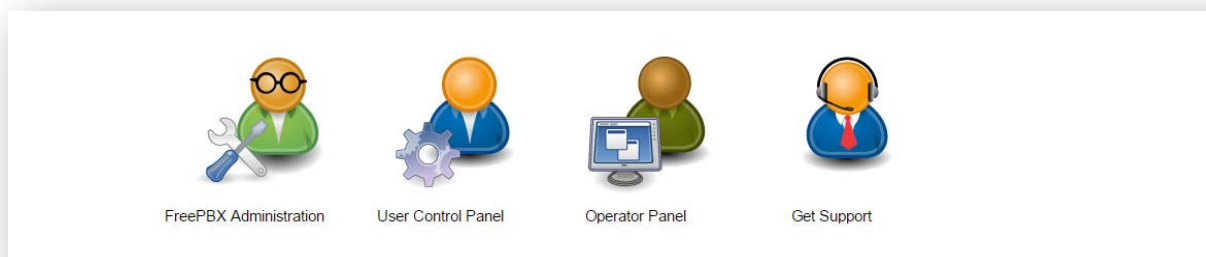 FreePBX Administration
User Control Panel
Operator Panel
Get Support